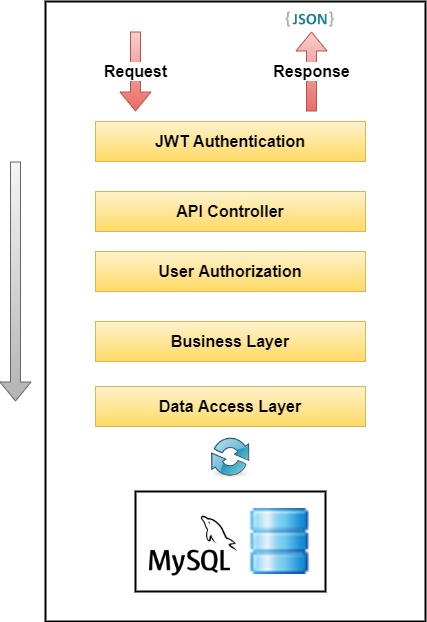 {JSON}
Request
Response
JWT Authentication
API Controller
User Authorization
Business Layer
Data Access Layer
MySQL